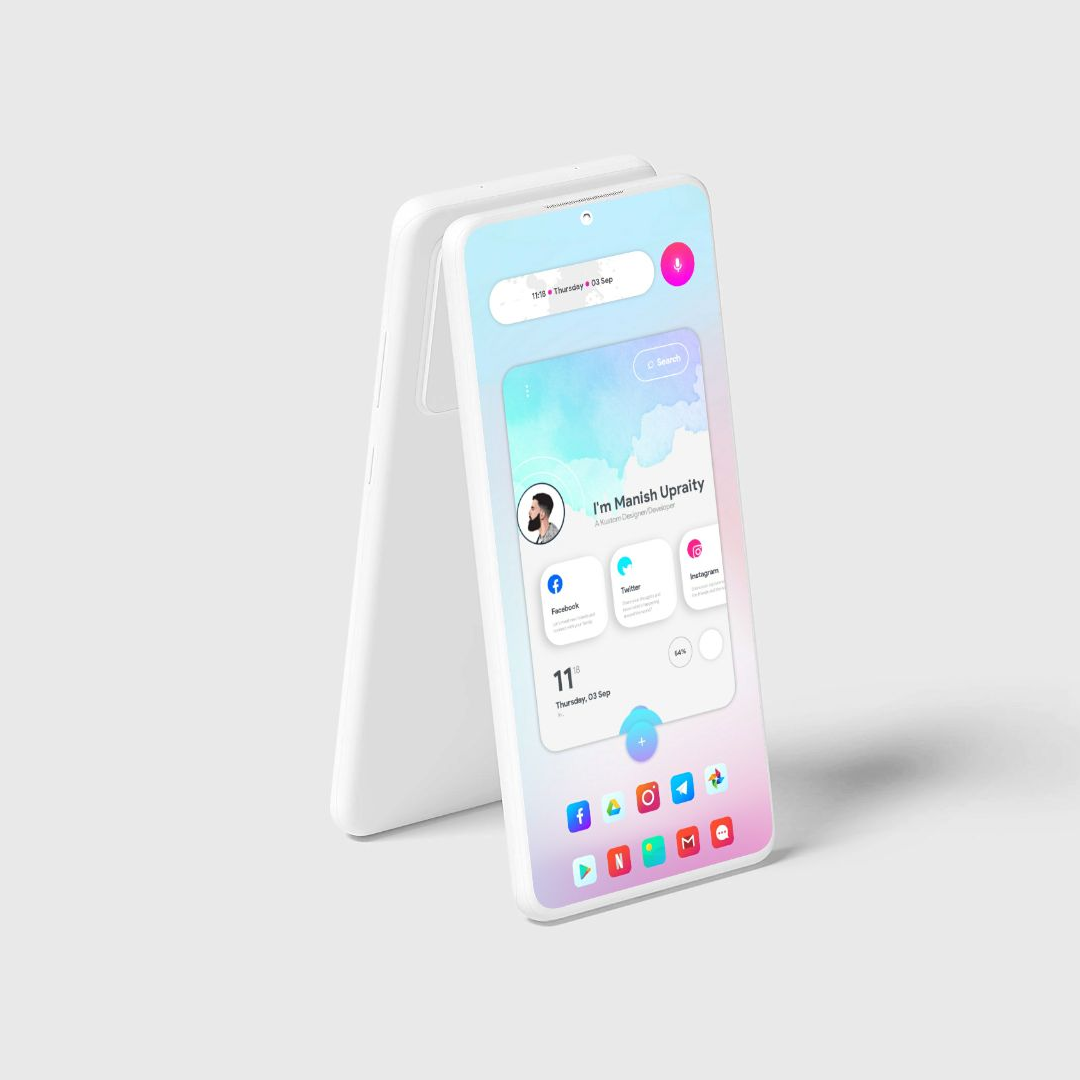 11:18 • Thursday • 03 Sep
Search
I'm Manish Upraity
A Kustom Designer/Developer
Facebook
Twitter
Instagram
11 18
64%
Thursday, 03 Sep